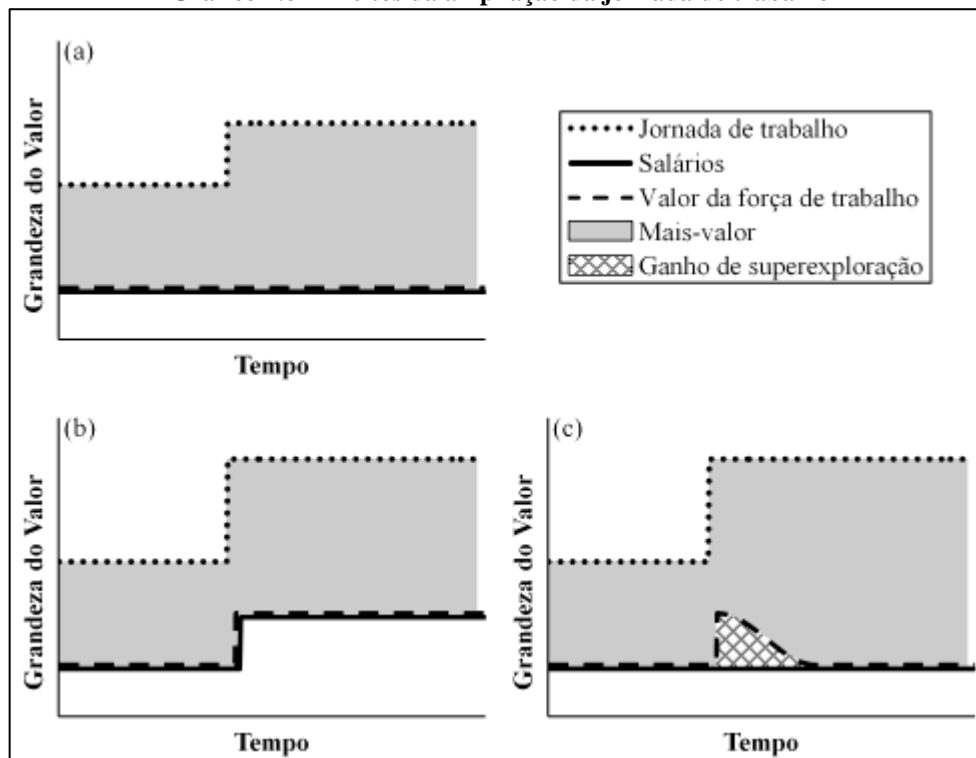 (a)
Grandeza do Valor
Tempo
Jornada de trabalho
Salários
Valor da força de trabalho
Mais-valor
Ganho de superexploração
(b)
Grandeza do Valor
Tempo
(c)
Grandeza do Valor
Tempo